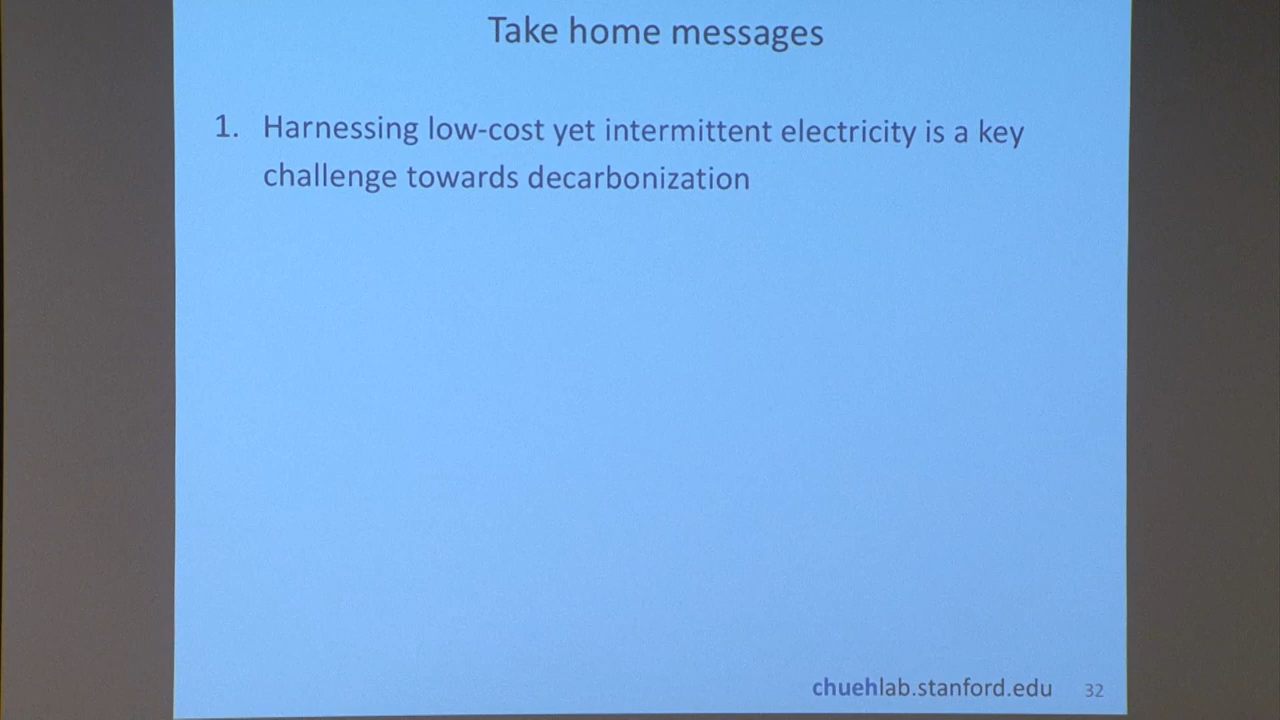 Take home messages
1. Harnessing low-cost yet intermittent electricity is a key
challenge towards decarbonization
chuehlab.stanford.edu 32